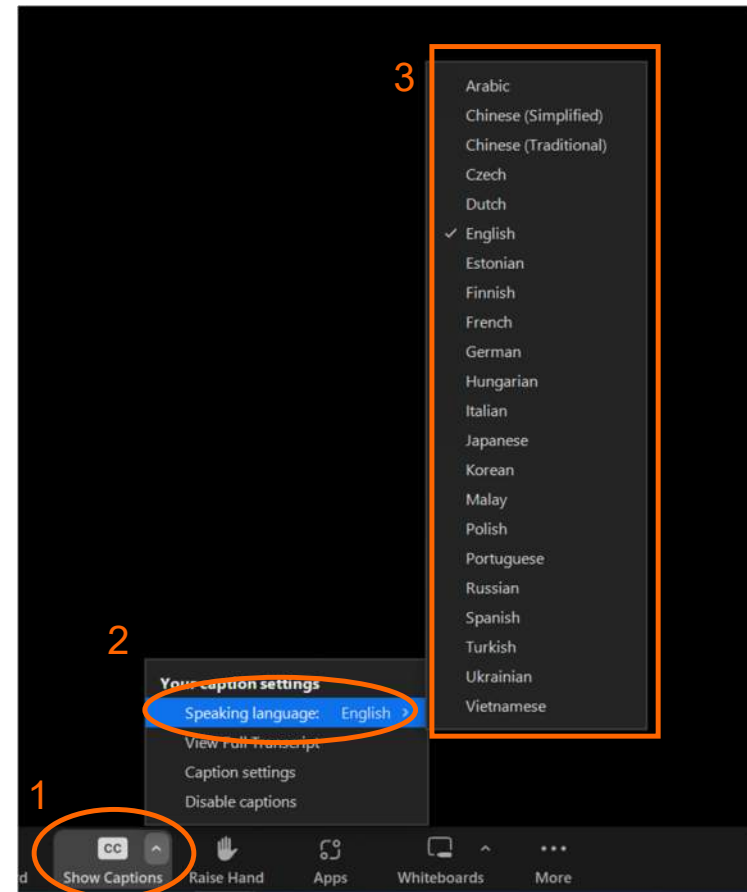 3
Arabic
Chinese (Simplified)
Chinese (Traditional)
Czech
Dutch
✓ English
Estonian
Finnish
French
German
Hungarian
Italian
Japanese
Korean
Malay
Polish
Portuguese
Russian
Spanish
Turkish
Ukrainian
Vietnamese
2
Your caption settings
Speaking language: English >
View Full Transcript
Caption settings
Disable captions
1
CC
d Show Captions Raise Hand Apps Whiteboards More